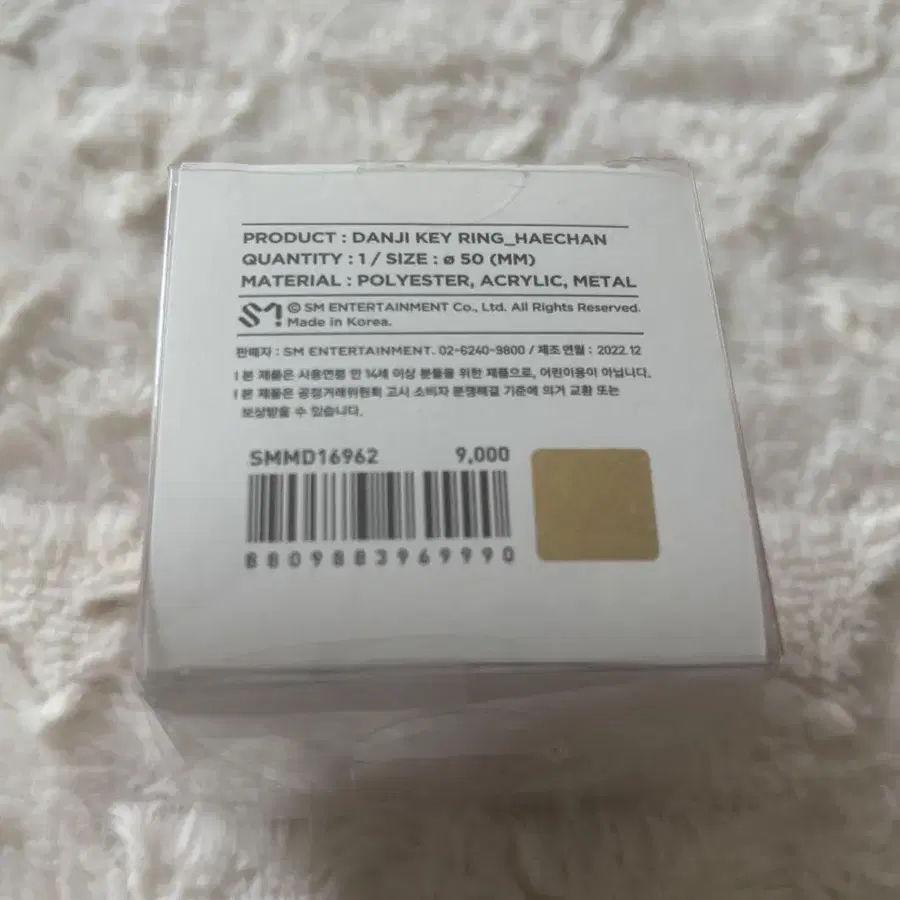 PRODUCT : DANJI KEY RING_HAECHAN
QUANTITY : 1 / SIZE : ø 50 (MM)
MATERIAL : POLYESTER, ACRYLIC, METAL
SM! © SM ENTERTAINMENT Co., Ltd. All Rights Reserved.
Made in Korea.
판매자 : SM ENTERTAINMENT. 02-6240-9800 / 제조연월 : 2022.12
| 본 제품은 사용연령 만 14세 이상 분들을 위한 제품으로, 어린이용이 아닙니다.
| 본 제품은 공정거래위원회 고시 소비자 분쟁해결 기준에 의거 교환 또는
보상받을 수 있습니다.
SMMD16962 9,000
8809883969990